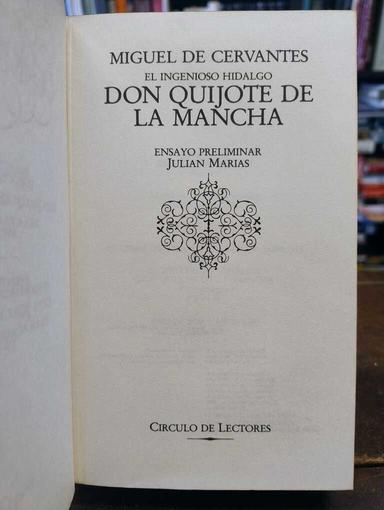 MIGUEL DE CERVANTES
EL INGENIOSO HIDALGO
DON QUIJOTE DE
LA MANCHA
ENSAYO PRELIMINAR
JULIAN MARIAS
CIRCULO DE LECTORES